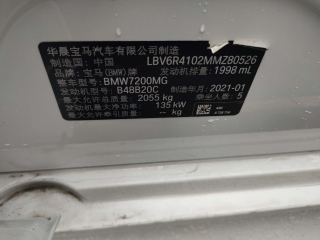 华晨宝马汽车有限公司制造
制造国: 中国 LBV6R4102MMZ80526
品牌: 宝马(BMW)牌 发动机排量: 1998 mL
整车型号: BMW7200MG
发动机型号: B48B20C 制造年月: 2021-01
最大允许总质量: 2055 kg 乘坐人数: 5
发动机最大净功率: 135 kW
最大允许牵引质量: -- kg